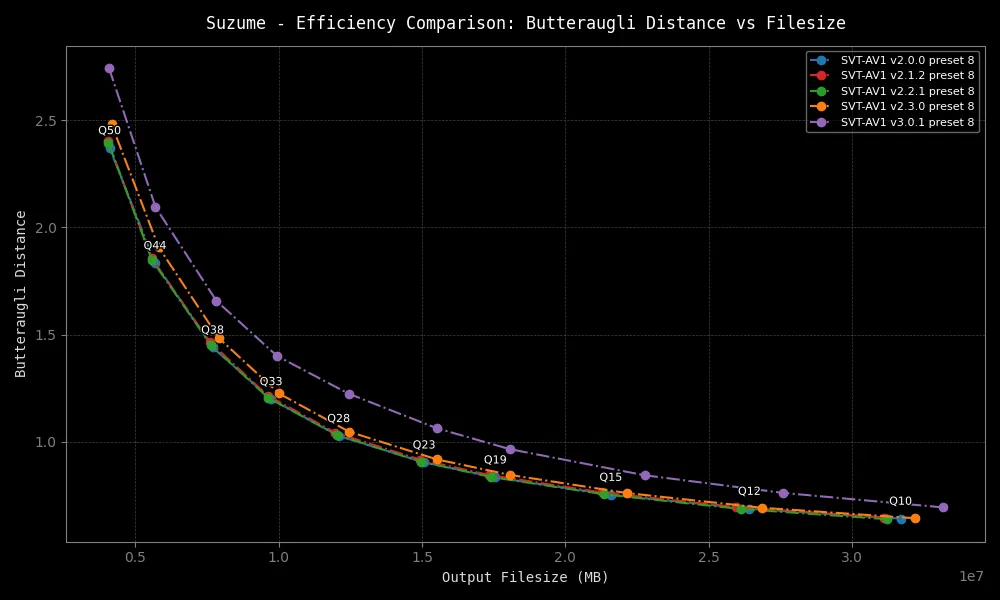 Suzume - Efficiency Comparison: Butteraugli Distance vs Filesize
SVT-AV1 v2.0.0 preset 8
SVT-AV1 v2.1.2 preset 8
SVT-AV1 v2.2.1 preset 8
SVT-AV1 v2.3.0 preset 8
SVT-AV1 v3.0.1 preset 8
Butteraugli Distance
2.5
2.0
1.5
1.0
Q50
Q44
Q38
Q33
Q28
Q23
Q19
Q15
Q12
Q10
0.5
1.0
1.5
2.0
2.5
3.0
1e7
Output Filesize (MB)